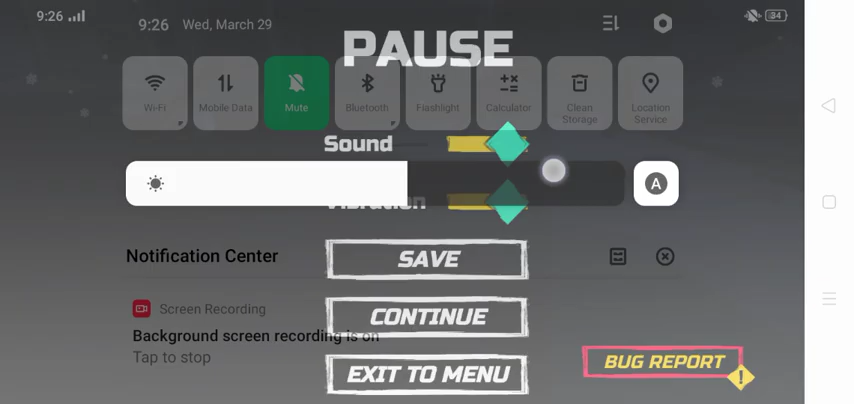 9:26
9:26 Wed, March 29
34
PAUSE
Wi-Fi
Mobile Data
Mute
Bluetooth
Flashlight
Calculator
Clean
Storage
Location
Service
Sound
A
Vibration
SAVE
Notification Center
Screen Recording
CONTINUE
Background screen recording is on
Tap to stop
BUG REPORT
!
EXIT TO MENU